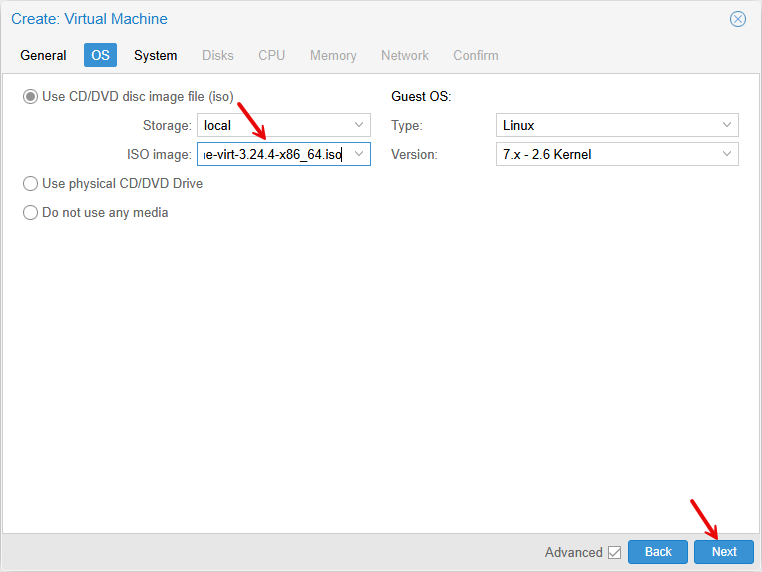 Create: Virtual Machine
General OS System Disks CPU Memory Network Confirm
Use CD/DVD disc image file (iso)
Storage: local
ISO image: ne-virt-3.24.4-x86_64.iso
Use physical CD/DVD Drive
Do not use any media
Guest OS:
Type: Linux
Version: 7.x - 2.6 Kernel
Advanced Back Next